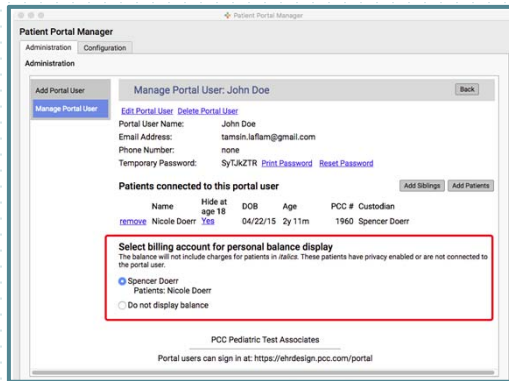 Patient Portal Manager
Patient Portal Manager
Administration Configuration
Administration
Add Portal User
Manage Portal User
Manage Portal User: John Doe
Back
Edit Portal User Delete Portal User
Portal User Name: John Doe
Email Address: tamsin.laflam@gmail.com
Phone Number: none
Temporary Password: SyTJkZTR Print Password Reset Password
Patients connected to this portal user
Add Siblings Add Patients
Name Hide at age 18 DOB Age PCC # Custodian
remove Nicole Doerr Yes 04/22/15 2y 11m 1960 Spencer Doerr
Select billing account for personal balance display
The balance will not include charges for patients in italics. These patients have privacy enabled or are not connected to
the portal user.
Spencer Doerr
Patients: Nicole Doerr
Do not display balance
PCC Pediatric Test Associates
Portal users can sign in at: https://ehrdesign.pcc.com/portal